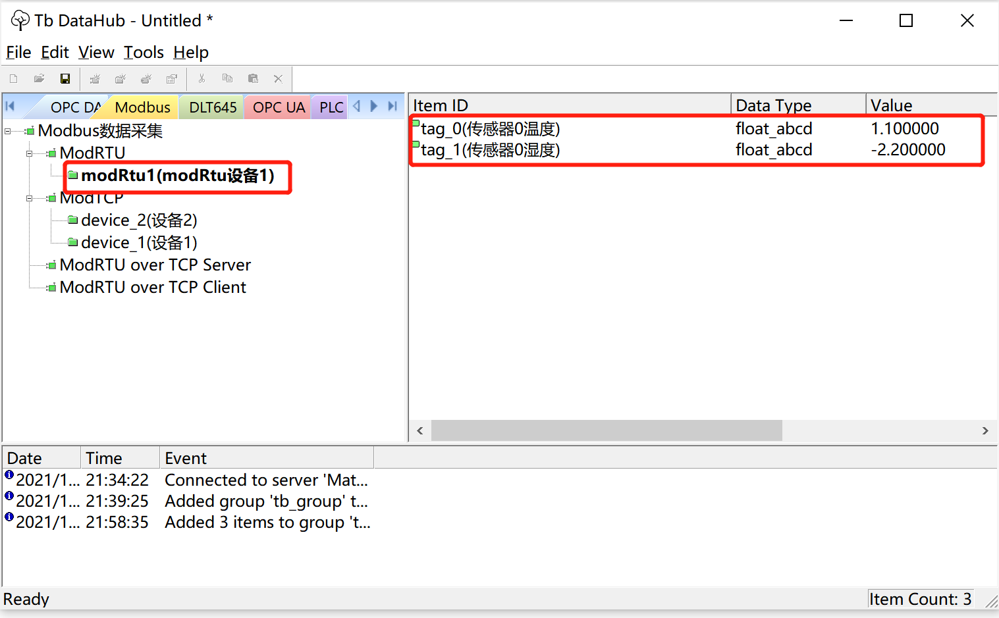 Tb DataHub - Untitled *
File Edit View Tools Help
OPC DA Modbus DLT645 OPC UA PLC
Modbus数据采集
ModRTU
modRtu1(modRtu设备1)
ModTCP
device_2(设备2)
device_1(设备1)
ModRTU over TCP Server
ModRTU over TCP Client
Item ID Data Type Value
tag_0(传感器0温度) float_abcd 1.100000
tag_1(传感器0湿度) float_abcd -2.200000
Date Time Event
2021/1... 21:34:22 Connected to server 'Mat...
2021/1... 21:39:25 Added group 'tb_group' t...
2021/1... 21:58:35 Added 3 items to group 't...
Ready Item Count: 3